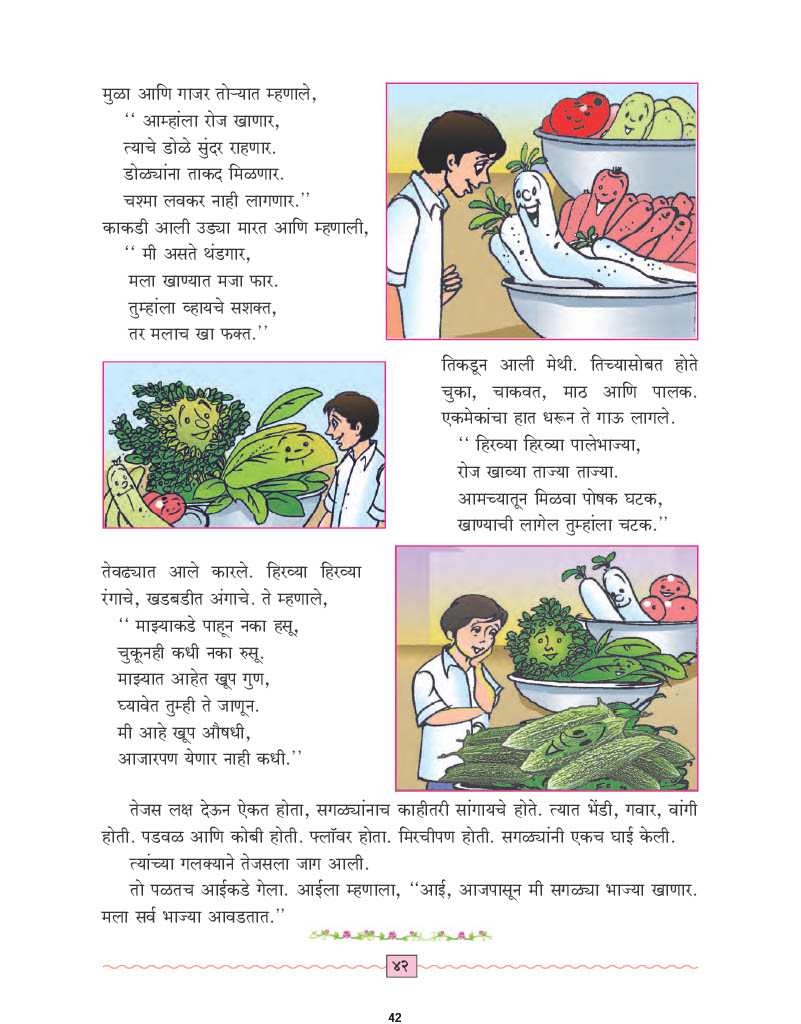 मुळा आणि गाजर तोऱ्यात म्हणाले,
‘‘ आम्हांला रोज खाणार,
त्याचे डोळे सुंदर राहणार.
डोळ्यांना ताकद मिळणार.
चश्मा लवकर नाही लागणार.’’
काकडी आली उड्या मारत आणि म्हणाली,
‘‘ मी असते थंडगार,
मला खाण्यात मजा फार.
तुम्हांला व्हायचे सशक्त,
तर मलाच खा फक्त.’’
तिकडून आली मेथी. तिच्यासोबत होते
चुका, चाकवत, माठ आणि पालक.
एकमेकांचा हात धरून ते गाऊ लागले.
‘‘ हिरव्या हिरव्या पालेभाज्या,
रोज खाव्या ताज्या ताज्या.
आमच्यातून मिळवा पोषक घटक,
खाण्याची लागेल तुम्हांला चटक.’’
तेवढ्यात आले कारले. हिरव्या हिरव्या
रंगाचे, खडबडीत अंगाचे. ते म्हणाले,
‘‘ माझ्याकडे पाहून नका हसू,
चुकूनही कधी नका रुसू.
माझ्यात आहेत खूप गुण,
घ्यावेत तुम्ही ते जाणून.
मी आहे खूप औषधी,
आजारपण येणार नाही कधी.’’
तेजस लक्ष देऊन ऐकत होता, सगळ्यांनाच काहीतरी सांगायचे होते. त्यात भेंडी, गवार, वांगी
होती. पडवळ आणि कोबी होती. फ्लॉवर होता. मिरचीपण होती. सगळ्यांनी एकच घाई केली.
त्यांच्या गलक्याने तेजसला जाग आली.
तो पळतच आईकडे गेला. आईला म्हणाला, ‘‘आई, आजपासून मी सगळ्या भाज्या खाणार.
मला सर्व भाज्या आवडतात.’’
४२
42